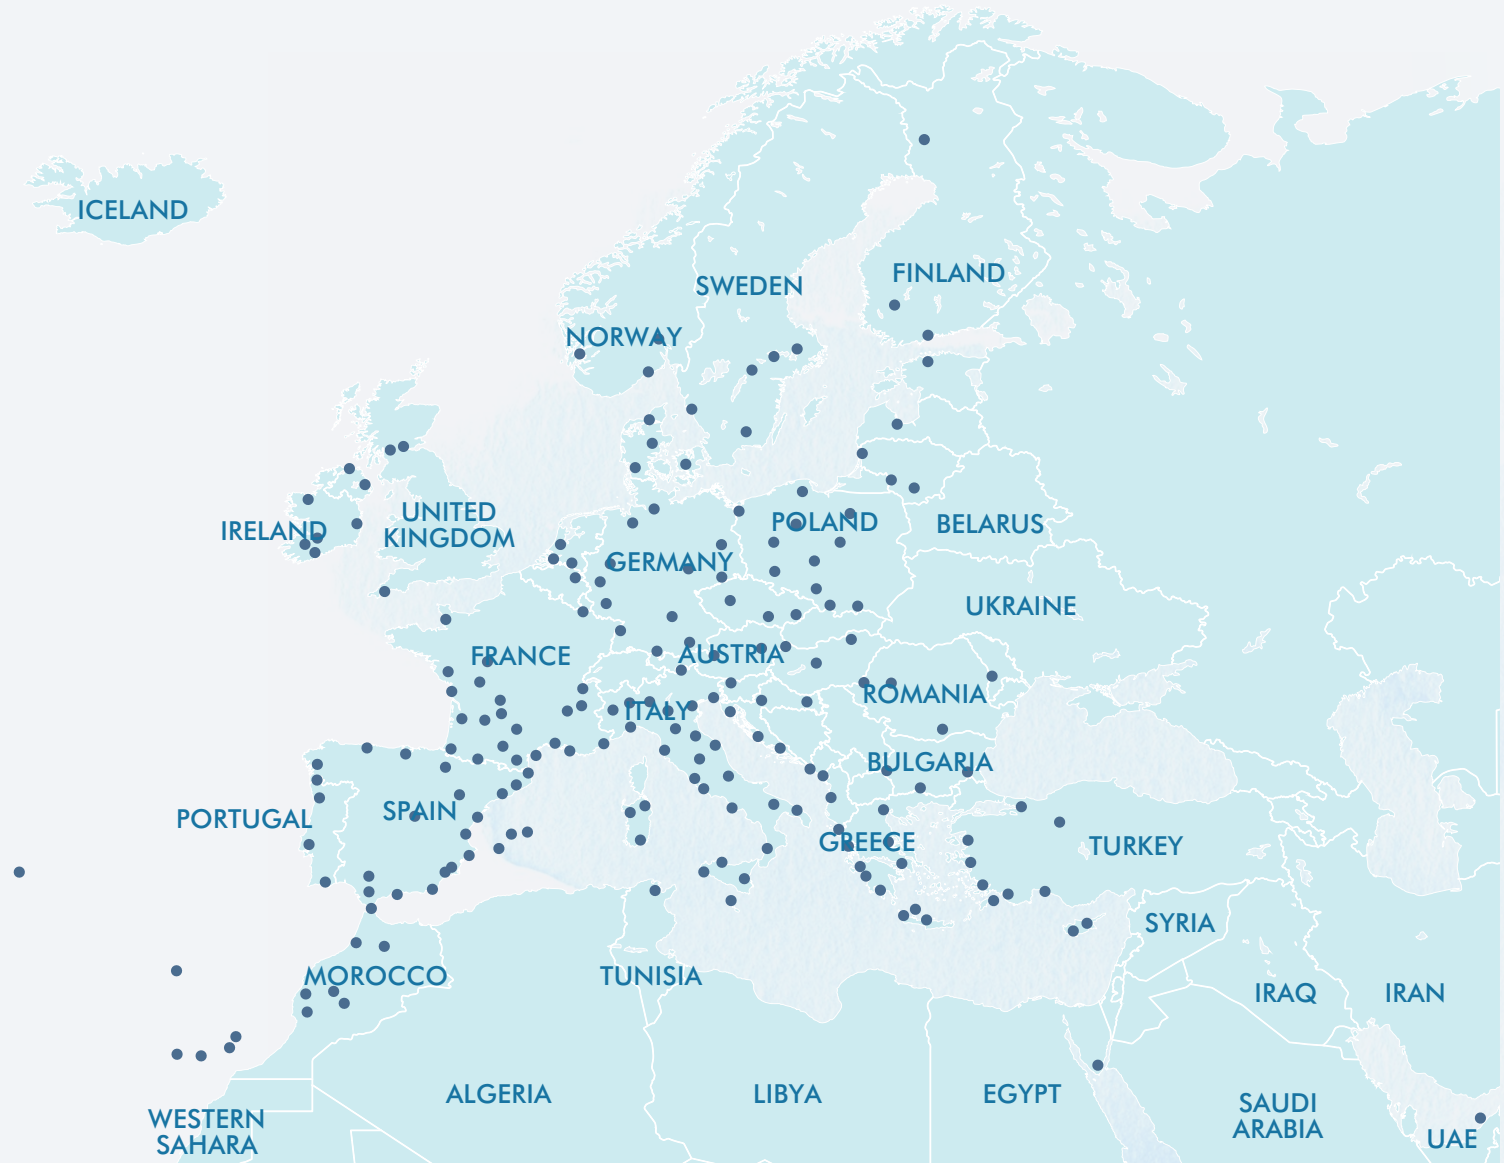 ICELAND
SWEDEN
FINLAND
NORWAY
UNITED
KINGDOM
IRELAND
POLAND
BELARUS
GERMANY
UKRAINE
FRANCE
AUSTRIA
ROMANIA
ITALY
BULGARIA
PORTUGAL
SPAIN
GREECE
TURKEY
SYRIA
MOROCCO
TUNISIA
IRAQ
IRAN
ALGERIA
LIBYA
EGYPT
SAUDI
ARABIA
WESTERN
SAHARA
UAE